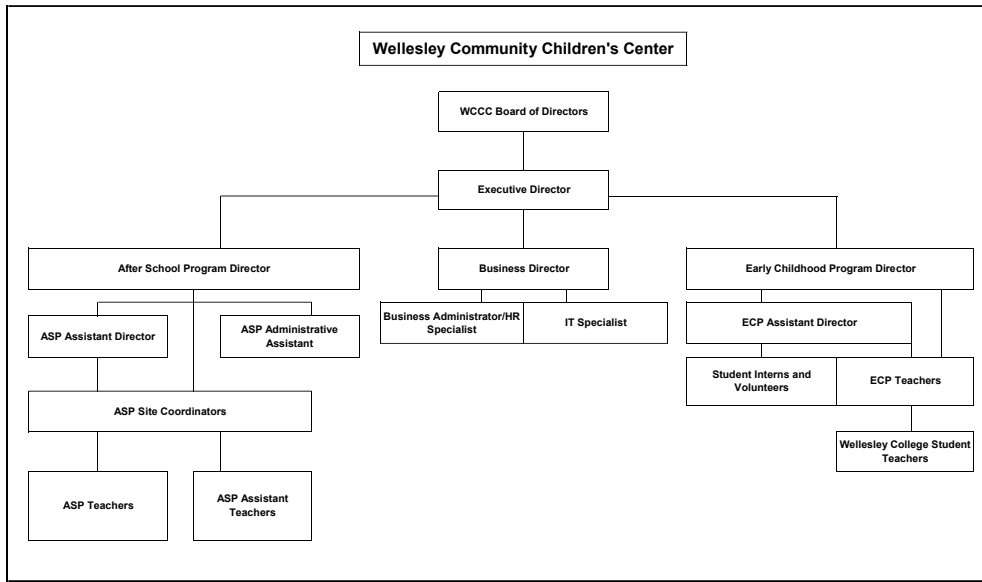 Wellesley Community Children's Center
WCCC Board of Directors
Executive Director
After School Program Director
Business Director
Early Childhood Program Director
ASP Assistant Director
ASP Administrative
Assistant
Business Administrator/HR
Specialist
IT Specialist
ECP Assistant Director
Student Interns and
Volunteers
ECP Teachers
ASP Site Coordinators
Wellesley College Student
Teachers
ASP Teachers
ASP Assistant
Teachers